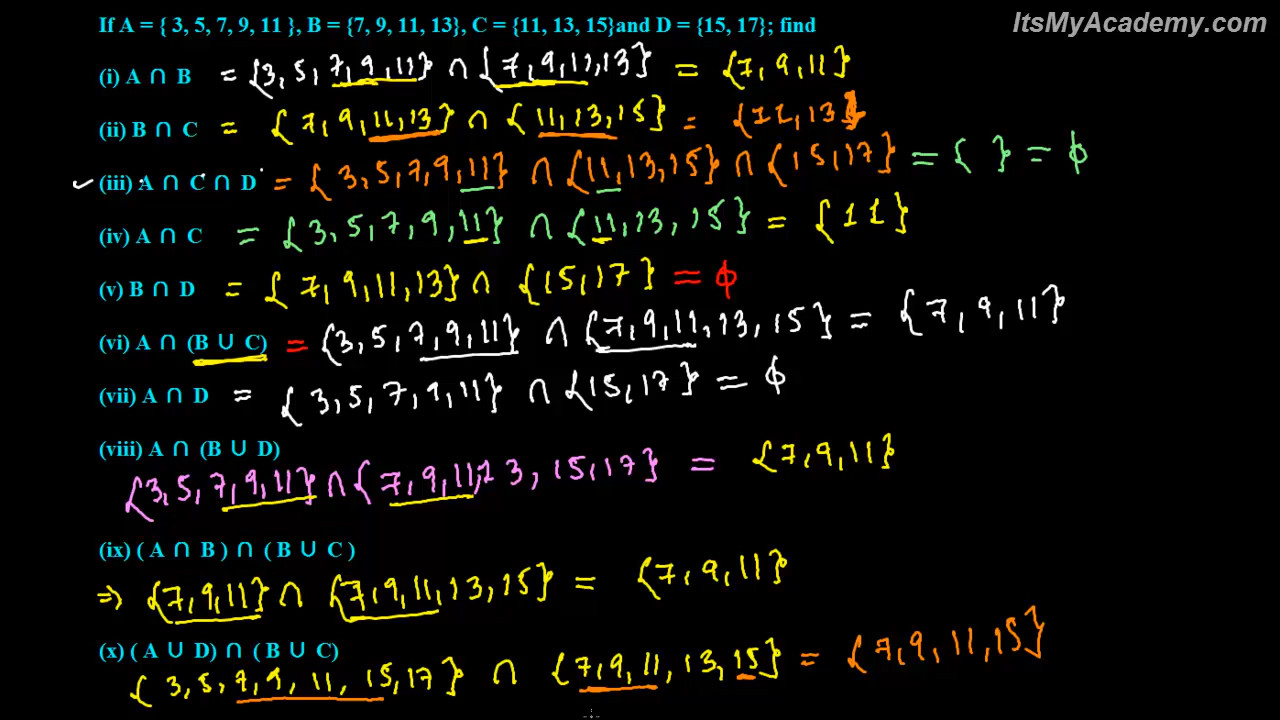 ItsMyAcademy.com
If A = { 3, 5, 7, 9, 11 }, B = {7, 9, 11, 13}, C = {11, 13, 15}and D = {15, 17}; find
(i) A ∩ B = {3, 5, 7, 9, 11} ∩ {7, 9, 11, 13} = {7, 9, 11}
(ii) B ∩ C = {7, 9, 11, 13} ∩ {11, 13, 15} = {11, 13}
(iii) A ∩ C ∩ D = {3, 5, 7, 9, 11} ∩ {11, 13, 15} ∩ {15, 17} = { } = ϕ
(iv) A ∩ C = {3, 5, 7, 9, 11} ∩ {11, 13, 15} = {11}
(v) B ∩ D = {7, 9, 11, 13} ∩ {15, 17} = ϕ
(vi) A ∩ (B ∪ C) = {3, 5, 7, 9, 11} ∩ {7, 9, 11, 13, 15} = {7, 9, 11}
(vii) A ∩ D = {3, 5, 7, 9, 11} ∩ {15, 17} = ϕ
(viii) A ∩ (B ∪ D)
{3, 5, 7, 9, 11} ∩ {7, 9, 11, 13, 15, 17} = {7, 9, 11}
(ix) ( A ∩ B ) ∩ ( B ∪ C )
⇒ {7, 9, 11} ∩ {7, 9, 11, 13, 15} = {7, 9, 11}
(x) ( A ∪ D) ∩ ( B ∪ C)
{ 3, 5, 7, 9, 11, 15, 17} ∩ {7, 9, 11, 13, 15} = {7, 9, 11, 15}